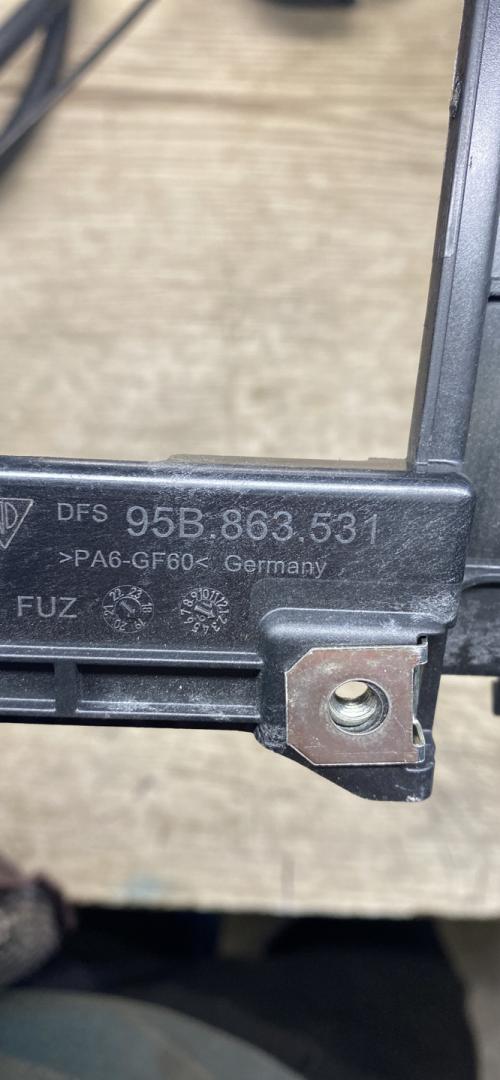 DFS 95B.863.531
>PA6-GF60< Germany
FUZ